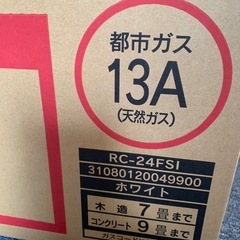 都市ガス
13A
(天然ガス)
RC-24FSI
31080120049900
ホワイト
木造 7畳まで
コンクリート 9畳まで